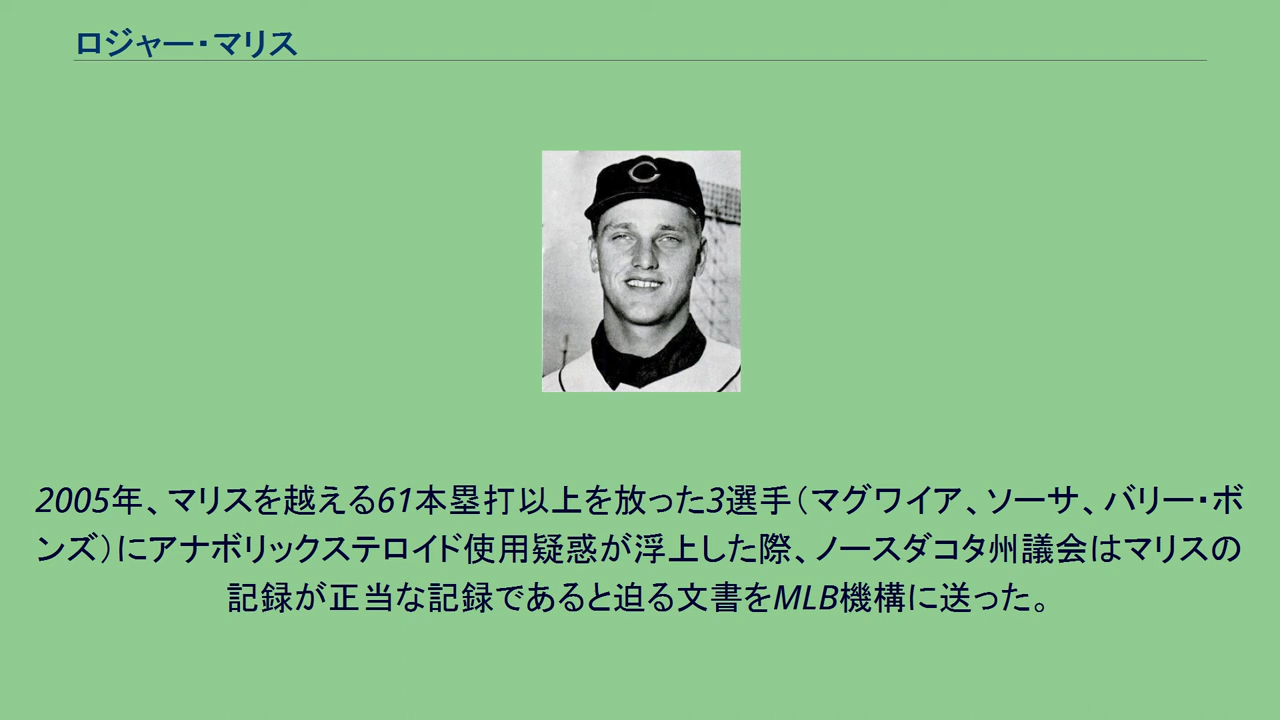 ロジャー・マリス
C
2005年、マリスを越える61本塁打以上を放った3選手（マグワイア、ソーサ、バリー・ボ
ンズ）にアナボリックステロイド使用疑惑が浮上した際、ノースダコタ州議会はマリスの
記録が正当な記録であると迫る文書をMLB機構に送った。